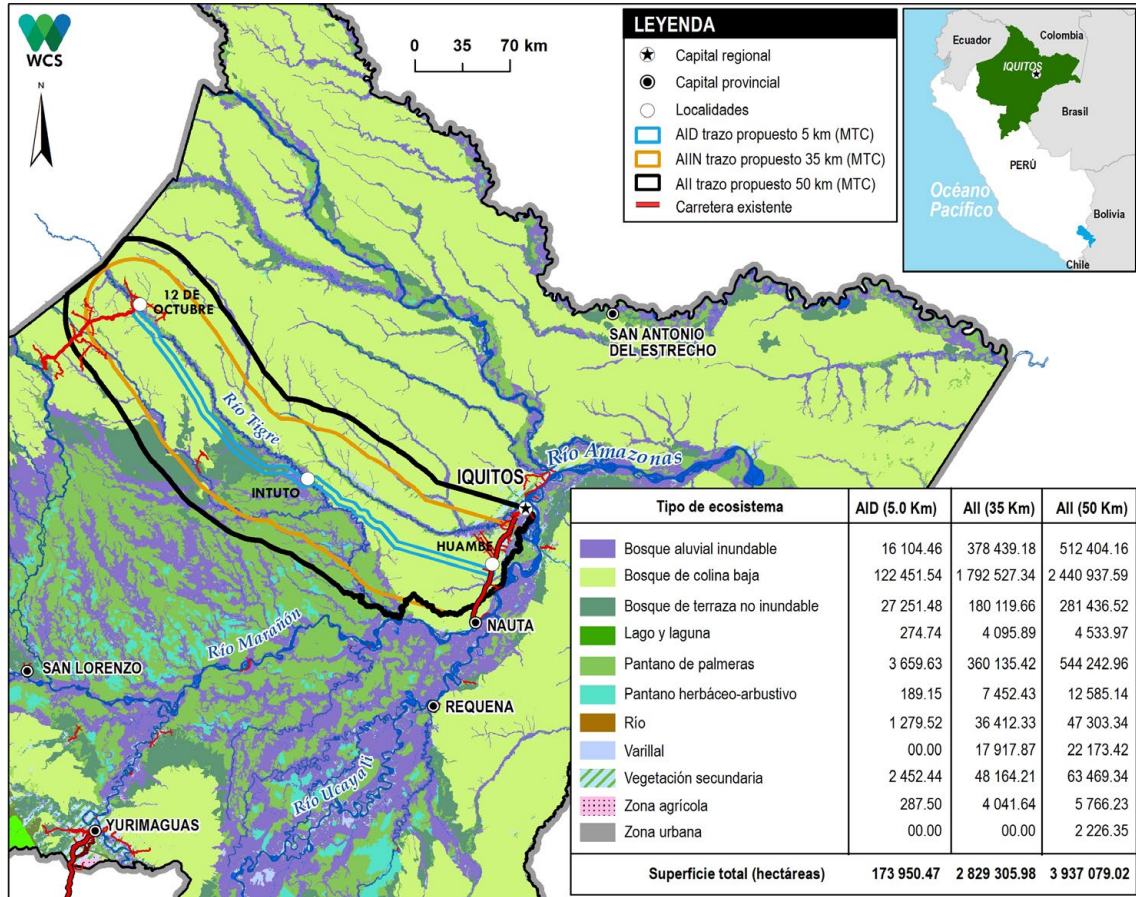 WCS
N
0 35 70 km
LEYENDA
Capital regional
Capital provincial
Localidades
AID trazo propuesto 5 km (MTC)
AIIN trazo propuesto 35 km (MTC)
AII trazo propuesto 50 km (MTC)
Carretera existente
Ecuador
Colombia
IQUITOS
Brasil
PERÙ
Océano
Pacífico
Bolivia
Chile
12 DE
OCTUBRE
SAN ANTONIO
DEL ESTRECHO
Río Tigre
Río Amazonas
IQUITOS
INTUTO
HUAMBE
NAUTA
Río Marañón
SAN LORENZO
REQUENA
Río Ucayali
YURIMAGUAS
Tipo de ecosistema AID (5.0 Km) AII (35 Km) AII (50 Km)
Bosque aluvial inundable 16 104.46 378 439.18 512 404.16
Bosque de colina baja 122 451.54 1 792 527.34 2 440 937.59
Bosque de terraza no inundable 27 251.48 180 119.66 281 436.52
Lago y laguna 274.74 4 095.89 4 533.97
Pantano de palmeras 3 659.63 360 135.42 544 242.96
Pantano herbáceo-arbustivo 189.15 7 452.43 12 585.14
Río 1 279.52 36 412.33 47 303.34
Varillal 00.00 17 917.87 22 173.42
Vegetación secundaria 2 452.44 48 164.21 63 469.34
Zona agrícola 287.50 4 041.64 5 766.23
Zona urbana 00.00 00.00 2 226.35
Superficie total (hectáreas) 173 950.47 2 829 305.98 3 937 079.02